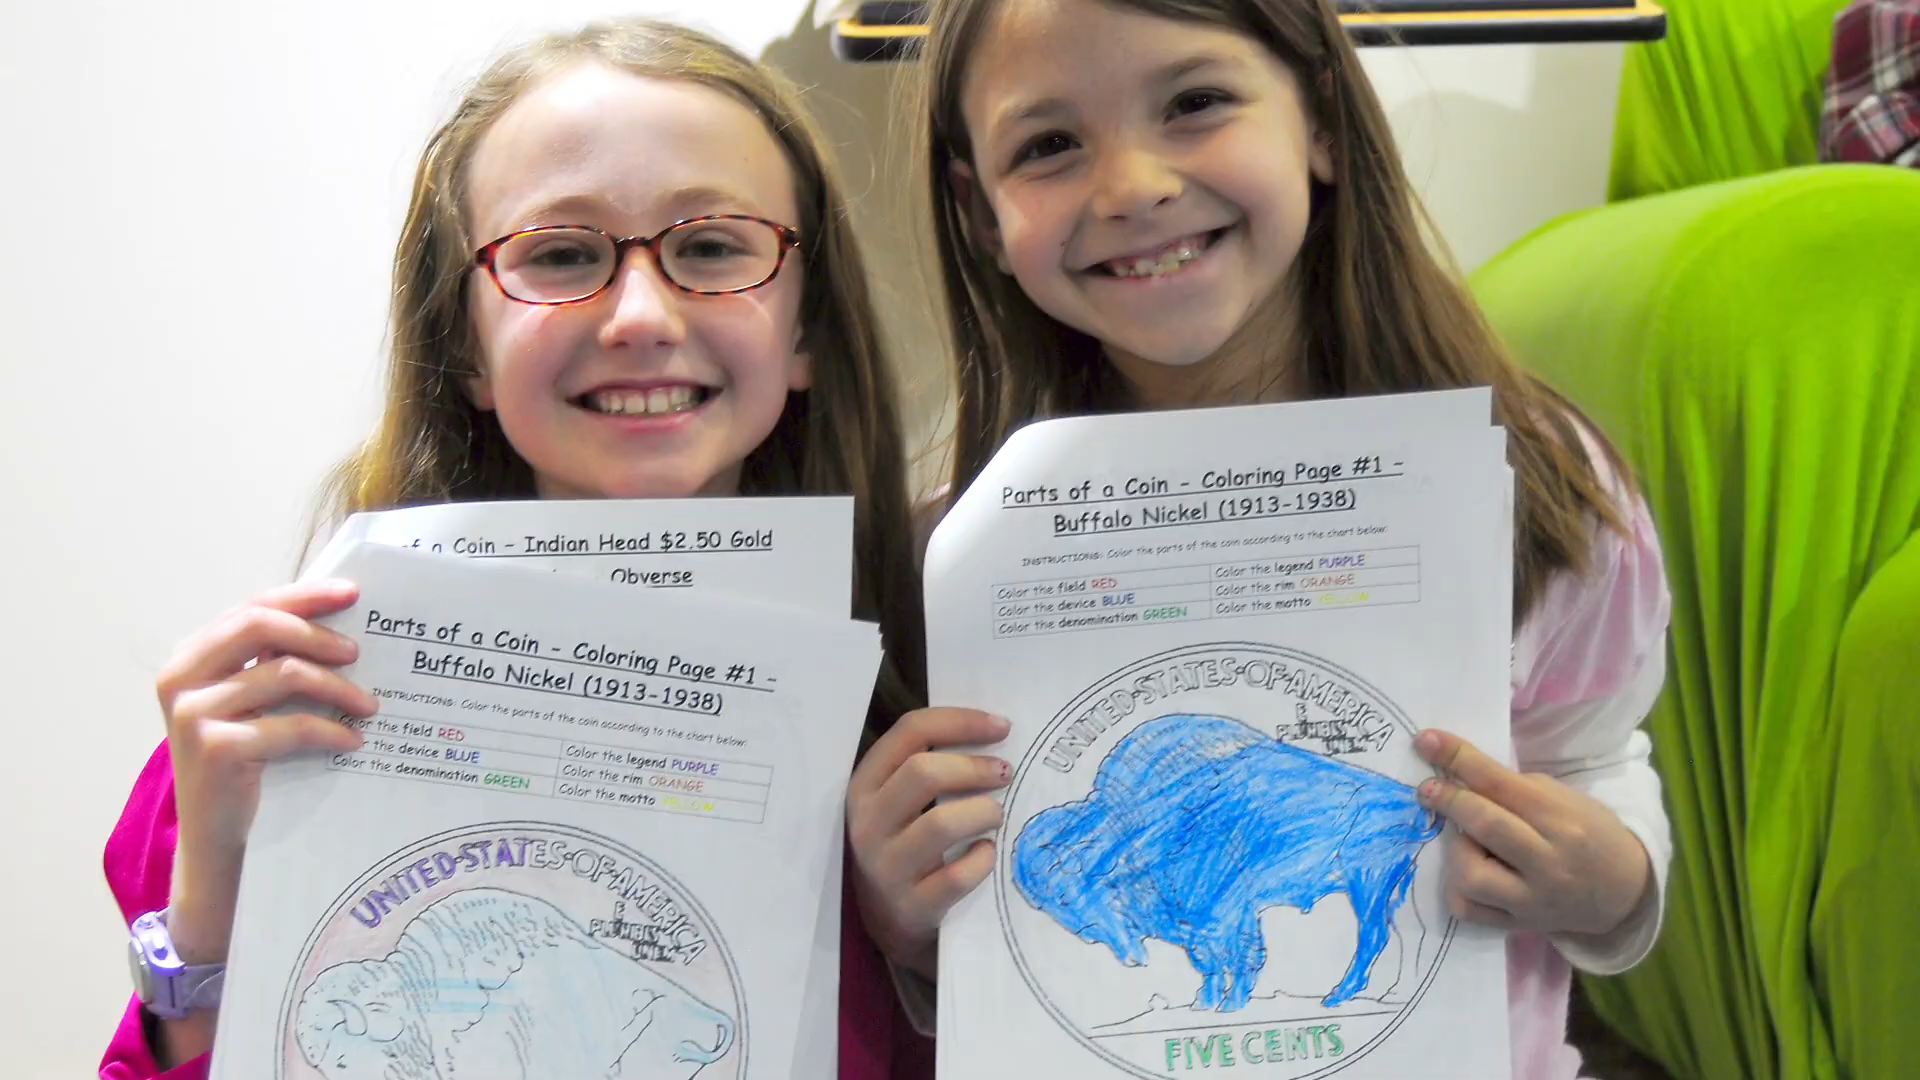 n Coin - Indian Head $2.50 Gold
Obverse
Parts of a Coin - Coloring Page #1 -
Buffalo Nickel (1913-1938)
INSTRUCTIONS: Color the parts of the coin according to the chart below:
Color the field RED
the device BLUE
Color the denomination GREEN
Color the legend PURPLE
Color the rim ORANGE
Color the motto YELLOW
UNITED·STATES·OF·AMERICA
E
PLURIBUS
UNUM
Parts of a Coin - Coloring Page #1 -
Buffalo Nickel (1913-1938)
INSTRUCTIONS: Color the parts of the coin according to the chart below:
Color the field RED
Color the device BLUE
Color the denomination GREEN
Color the legend PURPLE
Color the rim ORANGE
Color the motto YELLOW
UNITED·STATES·OF·AMERICA
E
PLURIBUS
UNUM
FIVE CENTS